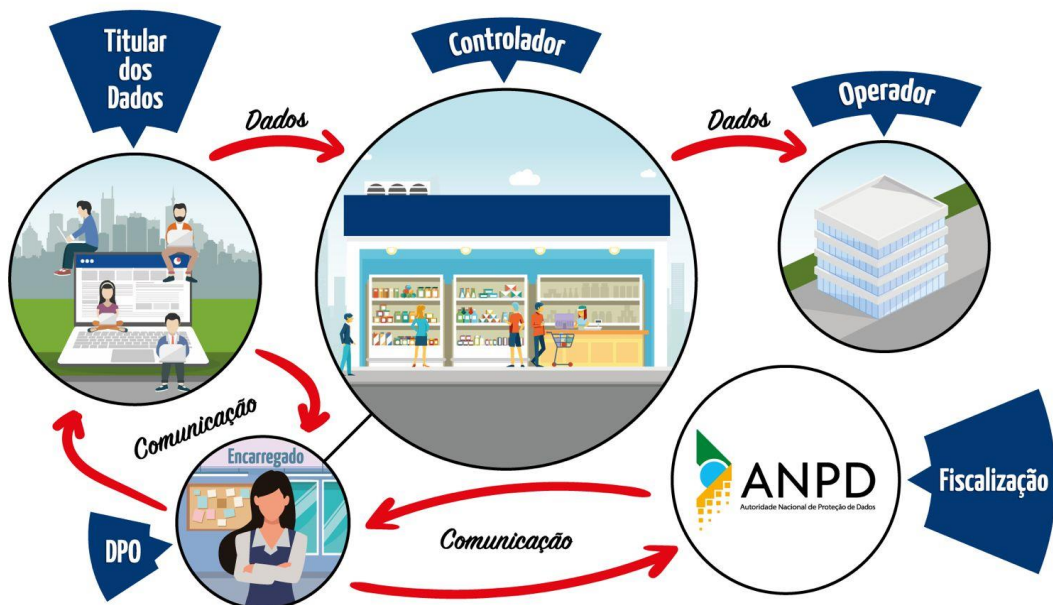 Titular
dos
Dados
Controlador
Operador
Dados
Dados
Comunicação
Encarregado
DPO
Comunicação
ANPD
Autoridade Nacional de Proteção de Dados
Fiscalização